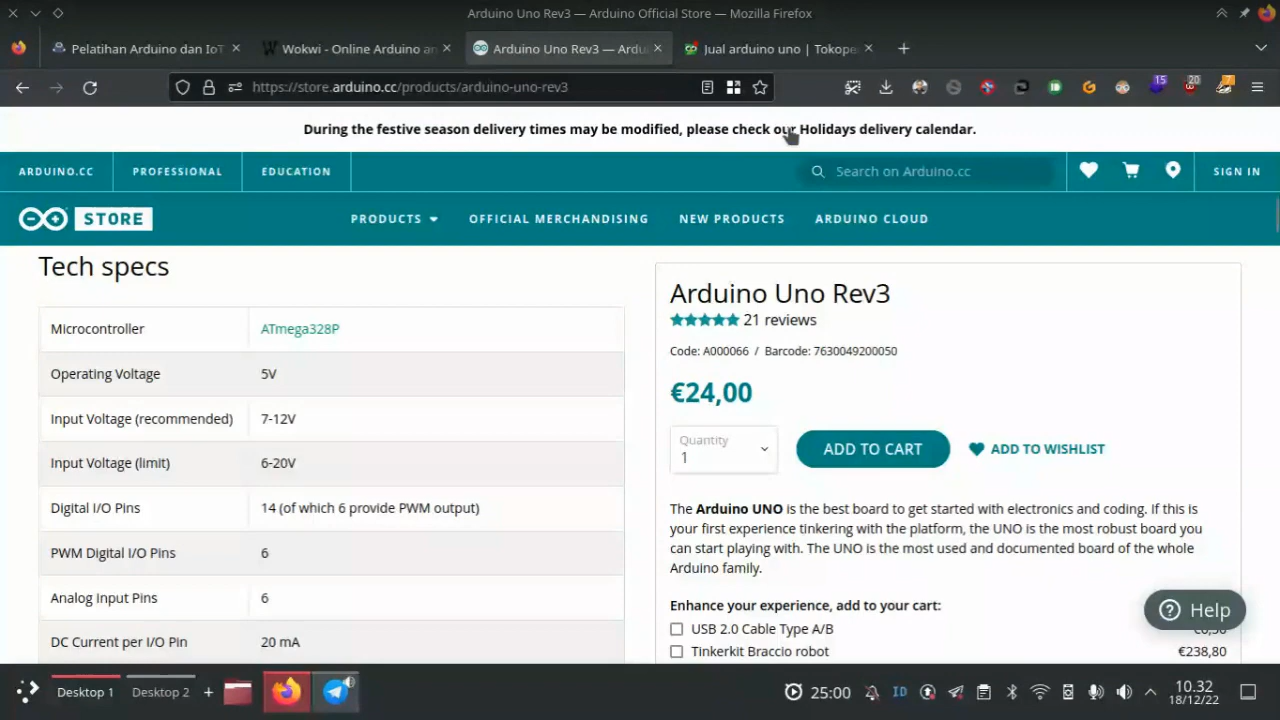 Arduino Uno Rev3 — Arduino Official Store — Mozilla Firefox
Pelatihan Arduino dan IoT
Wokwi - Online Arduino an
Arduino Uno Rev3 — Ardu
Jual arduino uno | Tokope
https://store.arduino.cc/products/arduino-uno-rev3
15
20
During the festive season delivery times may be modified, please check our Holidays delivery calendar.
ARDUINO.CC
PROFESSIONAL
EDUCATION
Search on Arduino.cc
SIGN IN
STORE
PRODUCTS
OFFICIAL MERCHANDISING
NEW PRODUCTS
ARDUINO CLOUD
Tech specs
Microcontroller ATmega328P
Operating Voltage 5V
Input Voltage (recommended) 7-12V
Input Voltage (limit) 6-20V
Digital I/O Pins 14 (of which 6 provide PWM output)
PWM Digital I/O Pins 6
Analog Input Pins 6
DC Current per I/O Pin 20 mA
Arduino Uno Rev3
21 reviews
Code: A000066 / Barcode: 7630049200050
€24,00
Quantity
1
ADD TO CART
ADD TO WISHLIST
The Arduino UNO is the best board to get started with electronics and coding. If this is
your first experience tinkering with the platform, the UNO is the most robust board you
can start playing with. The UNO is the most used and documented board of the whole
Arduino family.
Enhance your experience, add to your cart:
USB 2.0 Cable Type A/B
Tinkerkit Braccio robot €238,80
Help
Desktop 1
Desktop 2
25:00
ID
10.32
18/12/22